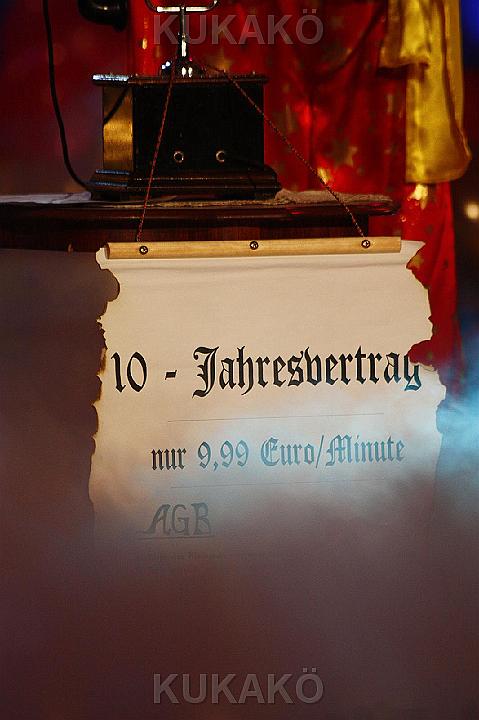 KUKAKÖ
10 - Jahresvertrag
nur 9,99 Euro/Minute
AGB
KUKAKÖ